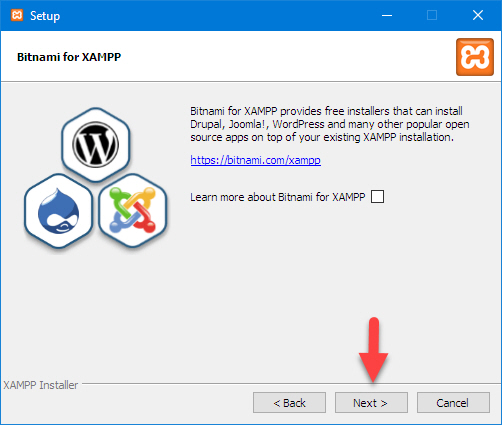 Setup
Bitnami for XAMPP
Bitnami for XAMPP provides free installers that can install
Drupal, Joomla!, WordPress and many other popular open
source apps on top of your existing XAMPP installation.
https://bitnami.com/xampp
Learn more about Bitnami for XAMPP
XAMPP Installer
< Back
Next >
Cancel